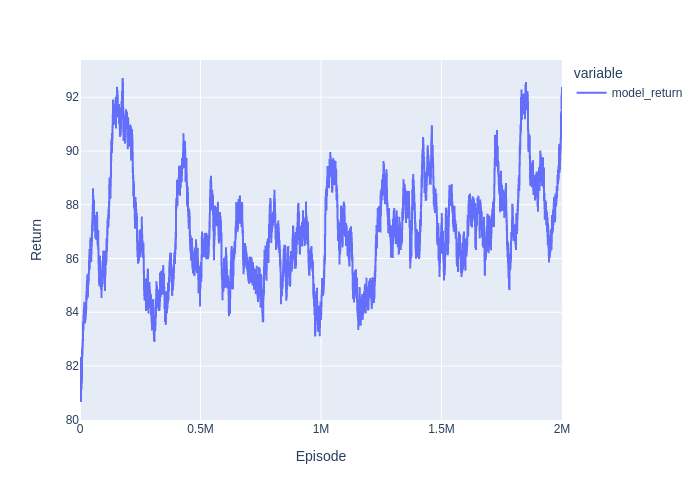 variable
model_return
92
90
88
86
84
82
80
0
0.5M
1M
1.5M
2M
Return
Episode